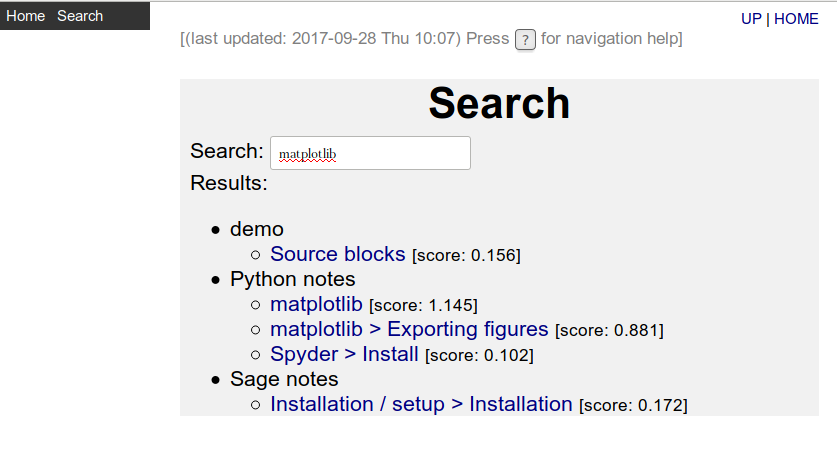 Home Search
UP | HOME
[(last updated: 2017-09-28 Thu 10:07) Press ? for navigation help]
Search
Search: matplotlib
Results:
demo
Source blocks [score: 0.156]
Python notes
matplotlib [score: 1.145]
matplotlib > Exporting figures [score: 0.881]
Spyder > Install [score: 0.102]
Sage notes
Installation / setup > Installation [score: 0.172]